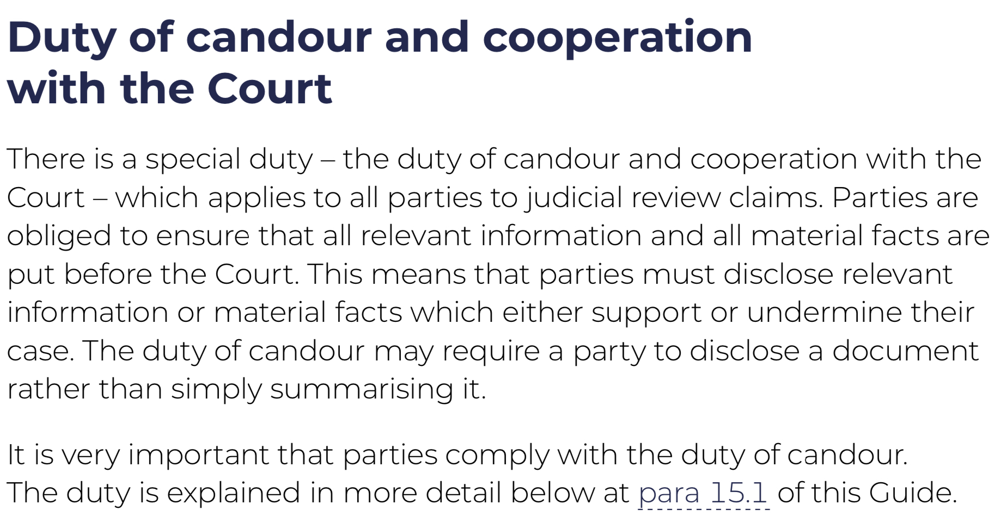 Duty of candour and cooperation
with the Court
There is a special duty – the duty of candour and cooperation with the
Court – which applies to all parties to judicial review claims. Parties are
obliged to ensure that all relevant information and all material facts are
put before the Court. This means that parties must disclose relevant
information or material facts which either support or undermine their
case. The duty of candour may require a party to disclose a document
rather than simply summarising it.
It is very important that parties comply with the duty of candour.
The duty is explained in more detail below at para 15.1 of this Guide.